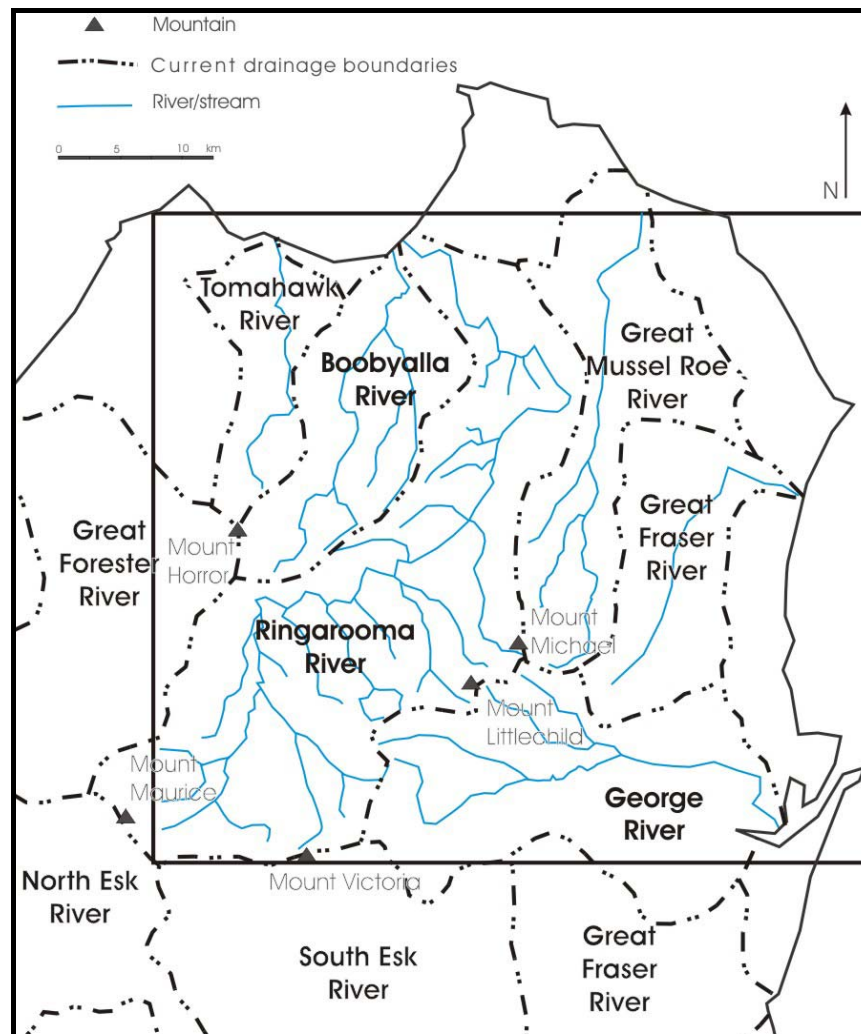 Mountain
Current drainage boundaries
River/stream
0 5 10 km
N
Tomahawk
River
Boobyalla
River
Great
Mussel Roe
River
Great
Forester
River
Mount
Horror
Great
Fraser
River
Ringarooma
River
Mount
Michael
Mount
Littlechild
Mount
Maurice
George
River
North Esk
River
Mount Victoria
South Esk
River
Great
Fraser
River